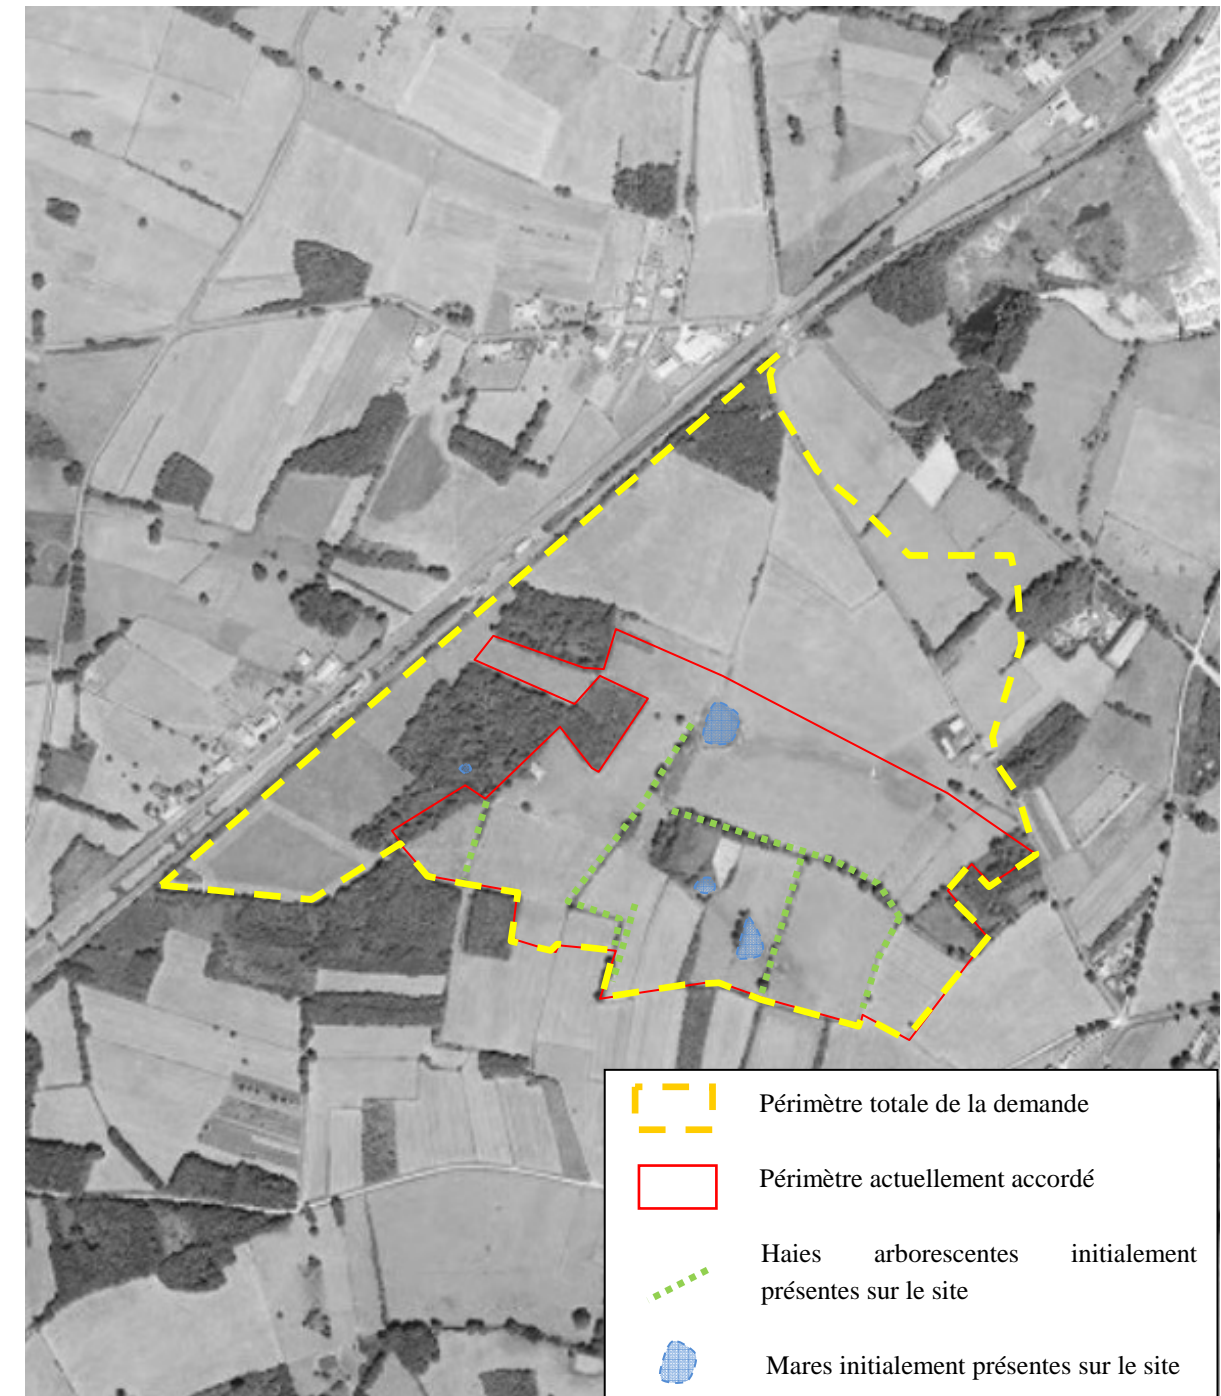 Périmètre totale de la demande
Périmètre actuellement accordé
Haies arborescentes initialement
présentes sur le site
Mares initialement présentes sur le site